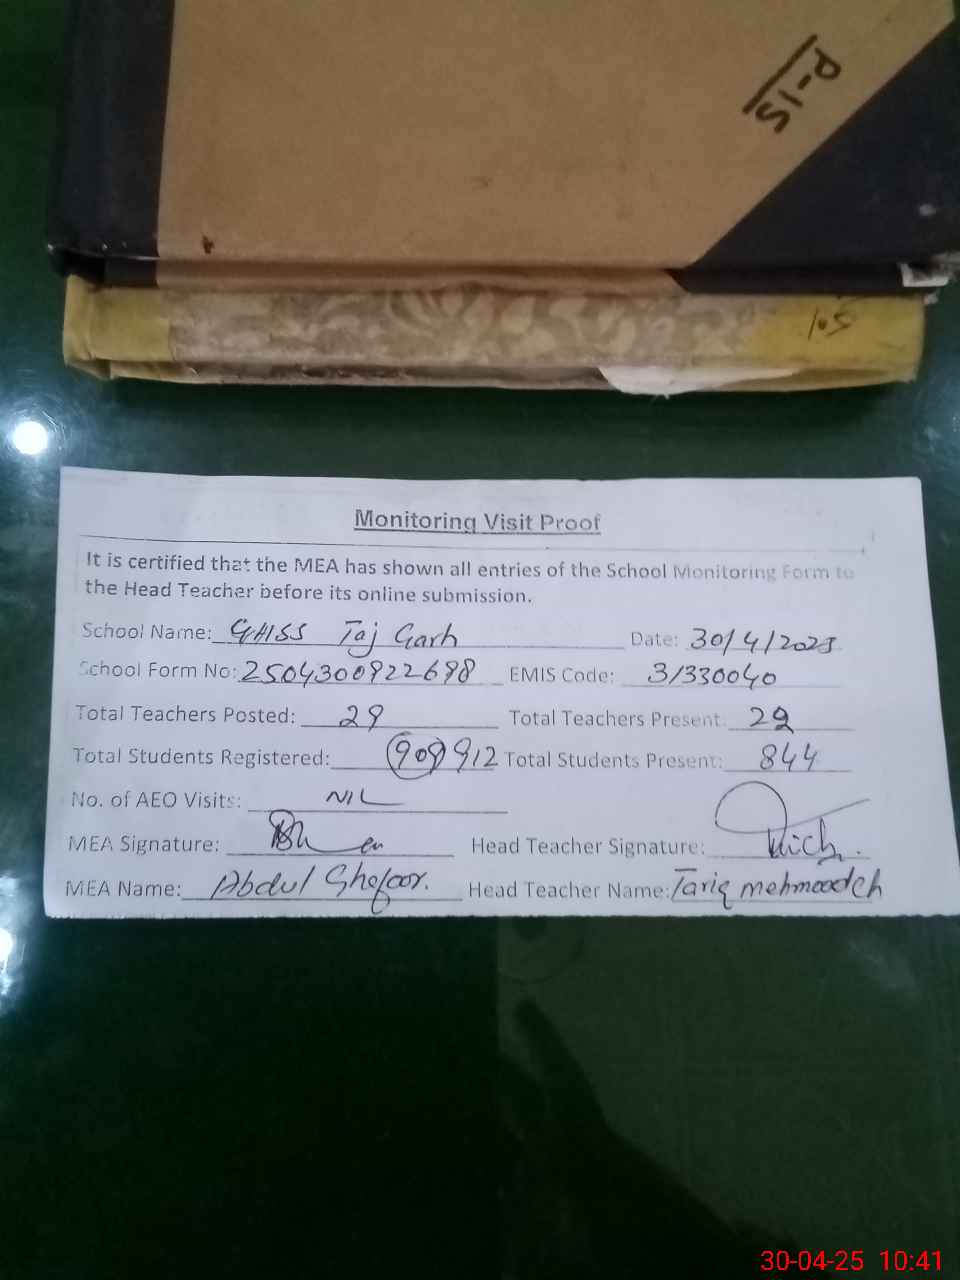 P-15
105
Monitoring Visit Proof
It is certified that the MEA has shown all entries of the School Monitoring Form to
the Head Teacher before its online submission.
School Name: GHSS Taj Garh Date: 30/4/2025
School Form No: 2504300922698 EMIS Code: 31330040
Total Teachers Posted: 29 Total Teachers Present: 29
Total Students Registered: 909 912 Total Students Present: 844
No. of AEO Visits: NIL
MEA Signature: Head Teacher Signature:
MEA Name: Abdul Ghafoor. Head Teacher Name: Tariq mehmood ch
30-04-25 10:41